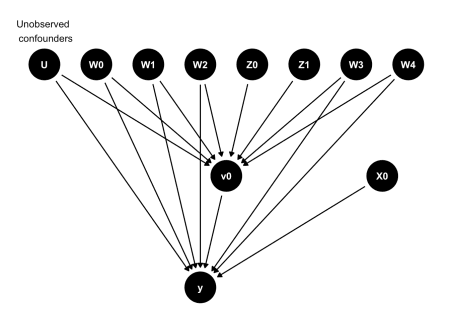 Unobserved
confounders
U W0 W1 W2 Z0 Z1 W3 W4
v0 X0
y